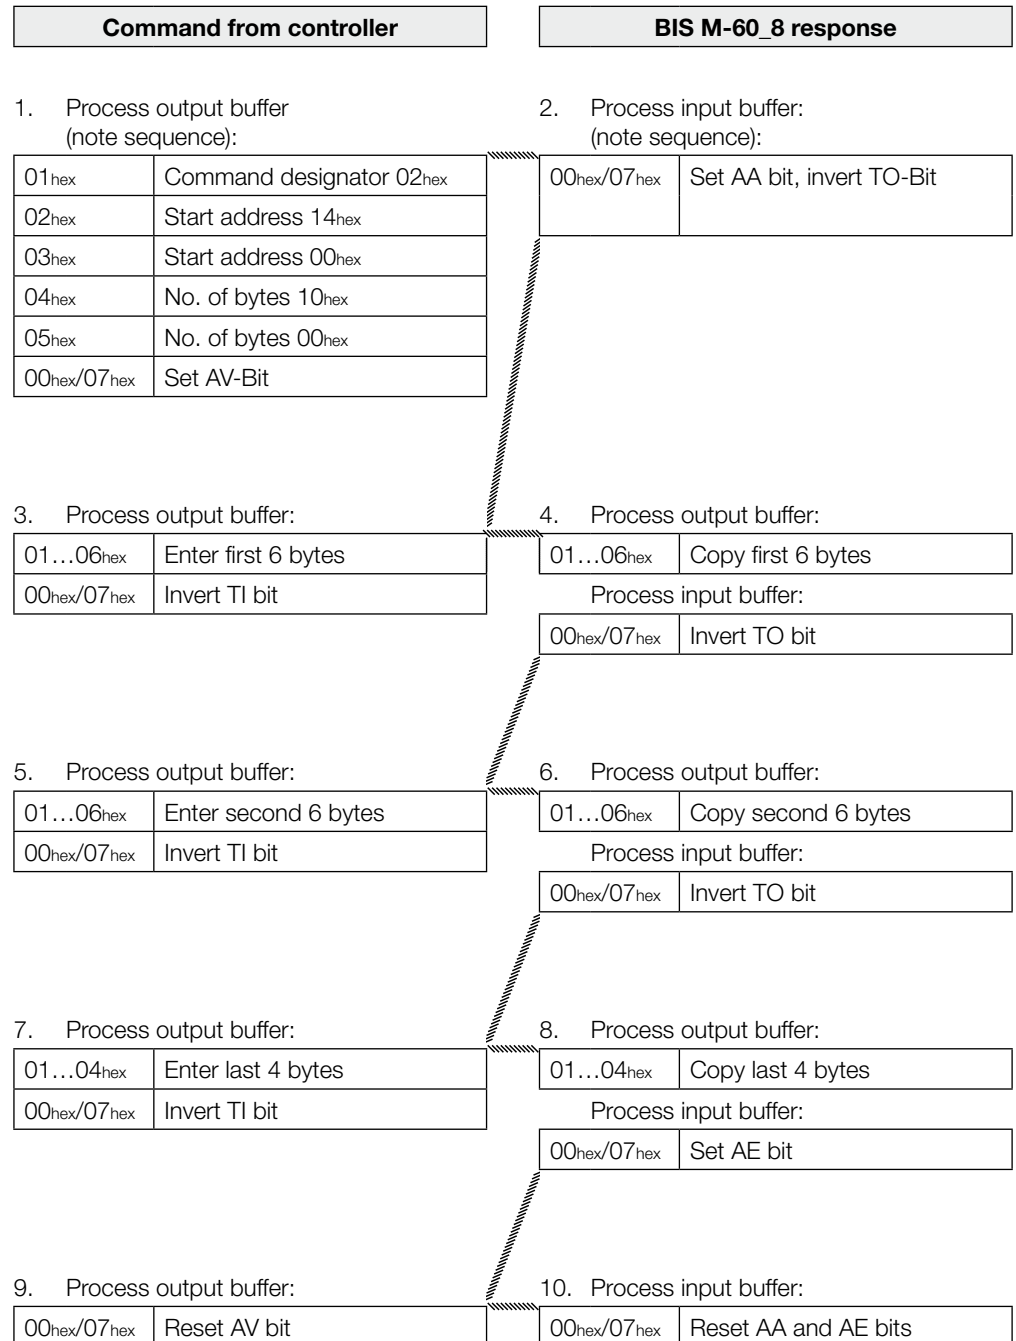 Command from controller
BIS M-60_8 response
1. Process output buffer
(note sequence):
01hex Command designator 02hex
02hex Start address 14hex
03hex Start address 00hex
04hex No. of bytes 10hex
05hex No. of bytes 00hex
00hex/07hex Set AV-Bit
2. Process input buffer:
(note sequence):
00hex/07hex Set AA bit, invert TO-Bit
3. Process output buffer:
01…06hex Enter first 6 bytes
00hex/07hex Invert TI bit
4. Process output buffer:
01…06hex Copy first 6 bytes
Process input buffer:
00hex/07hex Invert TO bit
5. Process output buffer:
01…06hex Enter second 6 bytes
00hex/07hex Invert TI bit
6. Process output buffer:
01…06hex Copy second 6 bytes
Process input buffer:
00hex/07hex Invert TO bit
7. Process output buffer:
01…04hex Enter last 4 bytes
00hex/07hex Invert TI bit
8. Process output buffer:
01…04hex Copy last 4 bytes
Process input buffer:
00hex/07hex Set AE bit
9. Process output buffer:
00hex/07hex Reset AV bit
10. Process input buffer:
00hex/07hex Reset AA and AE bits